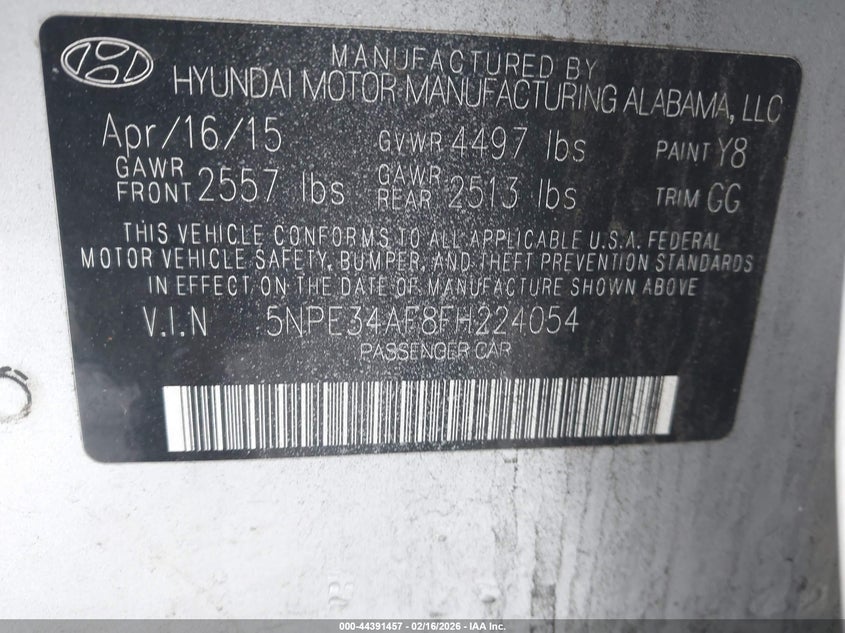 MANUFACTURED BY
HYUNDAI MOTOR MANUFACTURING ALABAMA, LLC
Apr/16/15 GVWR 4497 lbs PAINT Y8
GAWR FRONT 2557 lbs GAWR REAR 2513 lbs TRIM GG
THIS VEHICLE CONFORMS TO ALL APPLICABLE U.S.A. FEDERAL
MOTOR VEHICLE SAFETY, BUMPER, AND THEFT PREVENTION STANDARDS
IN EFFECT ON THE DATE OF MANUFACTURE SHOWN ABOVE
V.I.N 5NPE34AF8FH224054
PASSENGER CAR
000-44391457 - 02/16/2026 - IAA Inc.